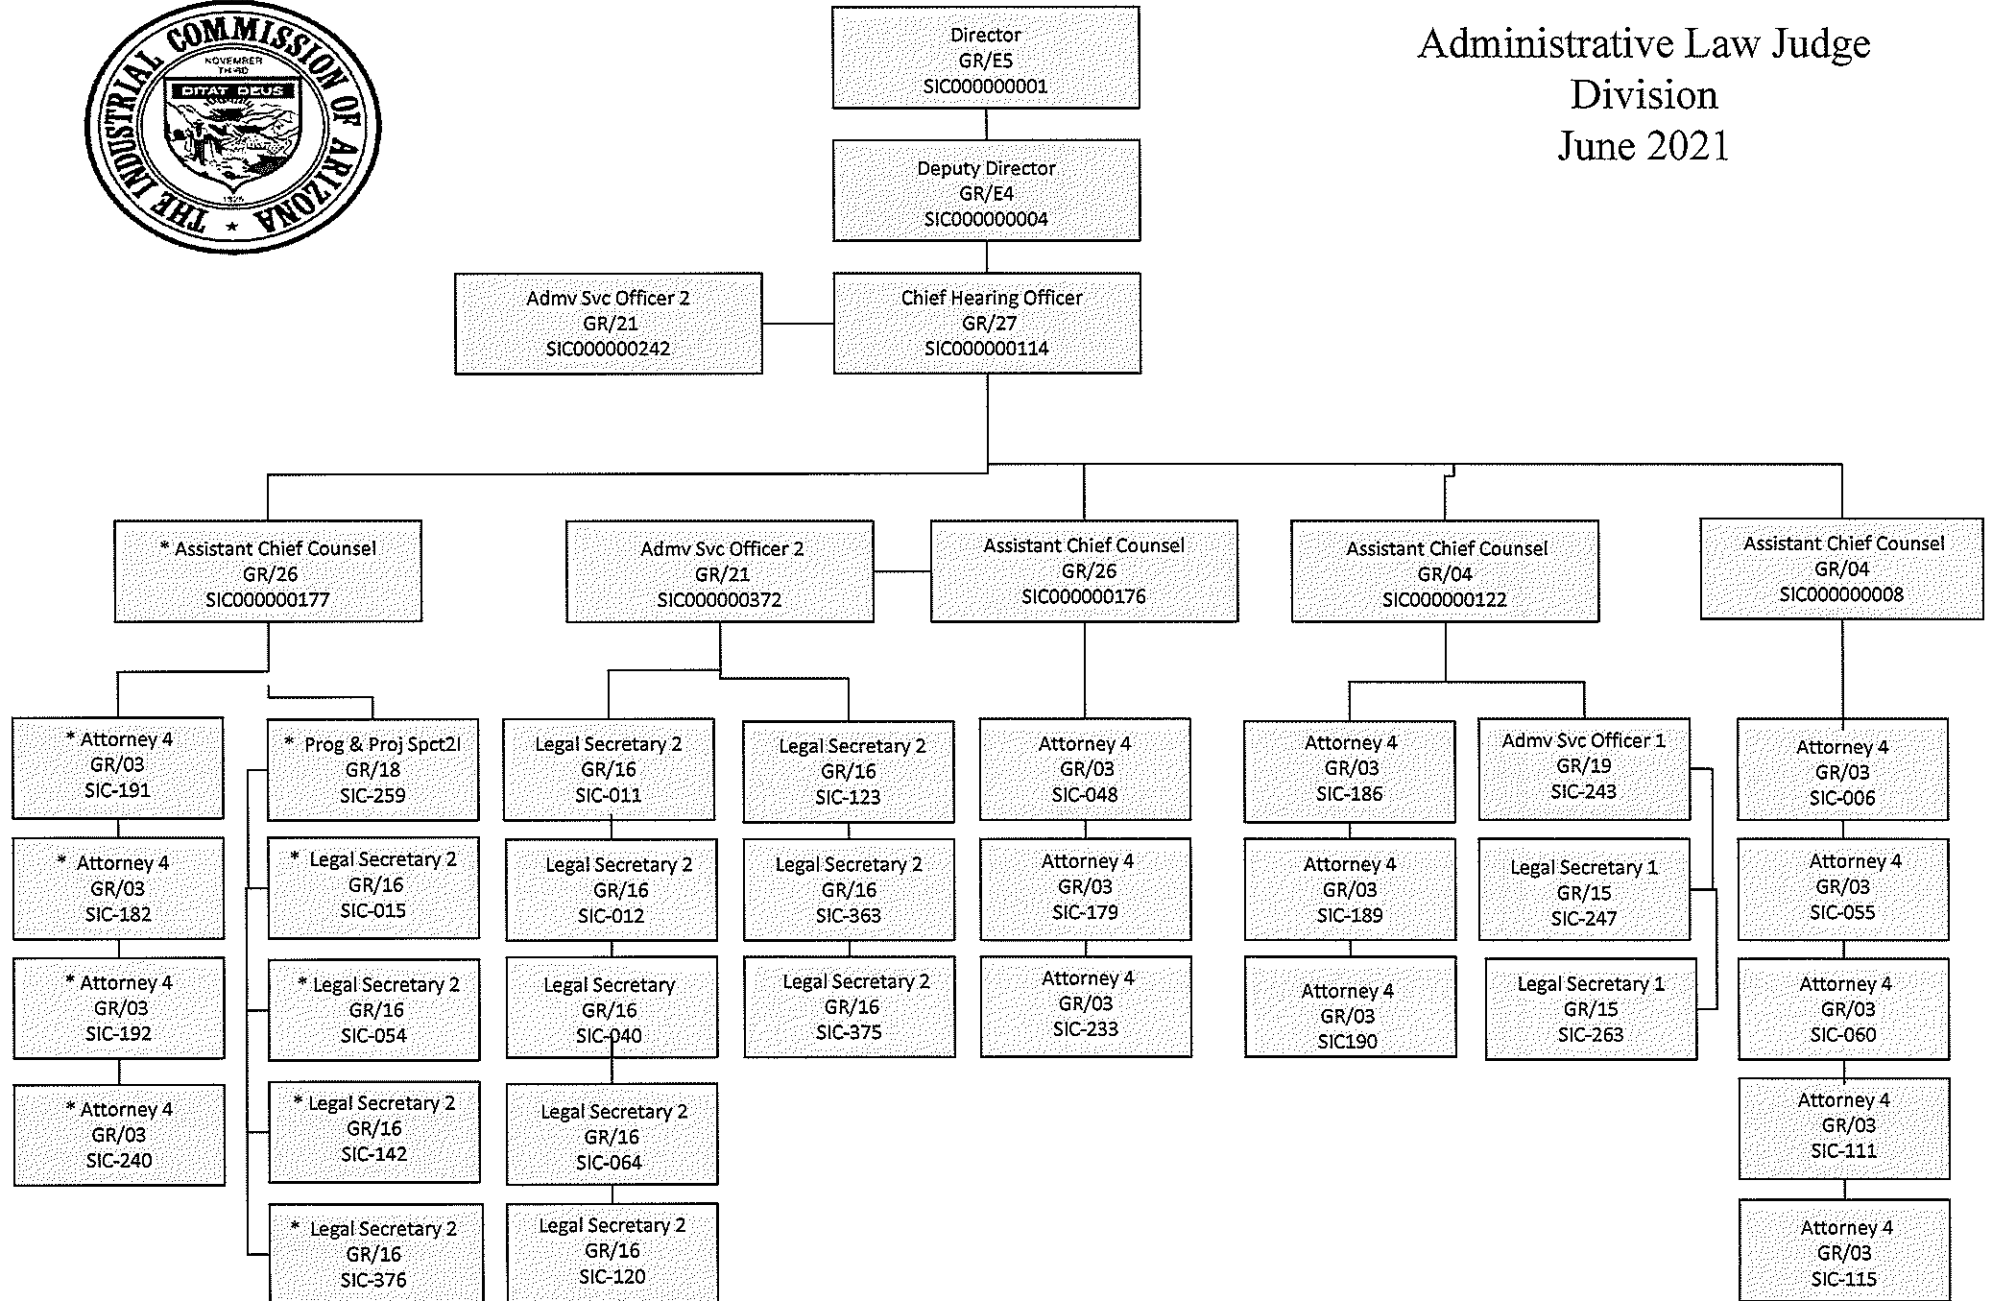 THE INDUSTRIAL COMMISSION OF ARIZONA
NOVEMBER
DITAT DEUS
Administrative Law Judge
Division
June 2021
Director
GR/E5
SIC000000001
Deputy Director
GR/E4
SIC000000004
Admv Svc Officer 2
GR/21
SIC000000242
Chief Hearing Officer
GR/27
SIC000000114
* Assistant Chief Counsel
GR/26
SIC000000177
Admv Svc Officer 2
GR/21
SIC000000372
Assistant Chief Counsel
GR/26
SIC000000176
Assistant Chief Counsel
GR/04
SIC000000122
Assistant Chief Counsel
GR/04
SIC000000008
* Attorney 4
GR/03
SIC-191
* Attorney 4
GR/03
SIC-182
* Attorney 4
GR/03
SIC-192
* Attorney 4
GR/03
SIC-240
* Prog & Proj Spct2I
GR/18
SIC-259
* Legal Secretary 2
GR/16
SIC-015
* Legal Secretary 2
GR/16
SIC-054
* Legal Secretary 2
GR/16
SIC-142
* Legal Secretary 2
GR/16
SIC-376
Legal Secretary 2
GR/16
SIC-011
Legal Secretary 2
GR/16
SIC-012
Legal Secretary
GR/16
SIC-040
Legal Secretary 2
GR/16
SIC-064
Legal Secretary 2
GR/16
SIC-120
Legal Secretary 2
GR/16
SIC-123
Legal Secretary 2
GR/16
SIC-363
Legal Secretary 2
GR/16
SIC-375
Attorney 4
GR/03
SIC-048
Attorney 4
GR/03
SIC-179
Attorney 4
GR/03
SIC-233
Attorney 4
GR/03
SIC-186
Attorney 4
GR/03
SIC-189
Attorney 4
GR/03
SIC190
Admv Svc Officer 1
GR/19
SIC-243
Legal Secretary 1
GR/15
SIC-247
Legal Secretary 1
GR/15
SIC-263
Attorney 4
GR/03
SIC-006
Attorney 4
GR/03
SIC-055
Attorney 4
GR/03
SIC-060
Attorney 4
GR/03
SIC-111
Attorney 4
GR/03
SIC-115